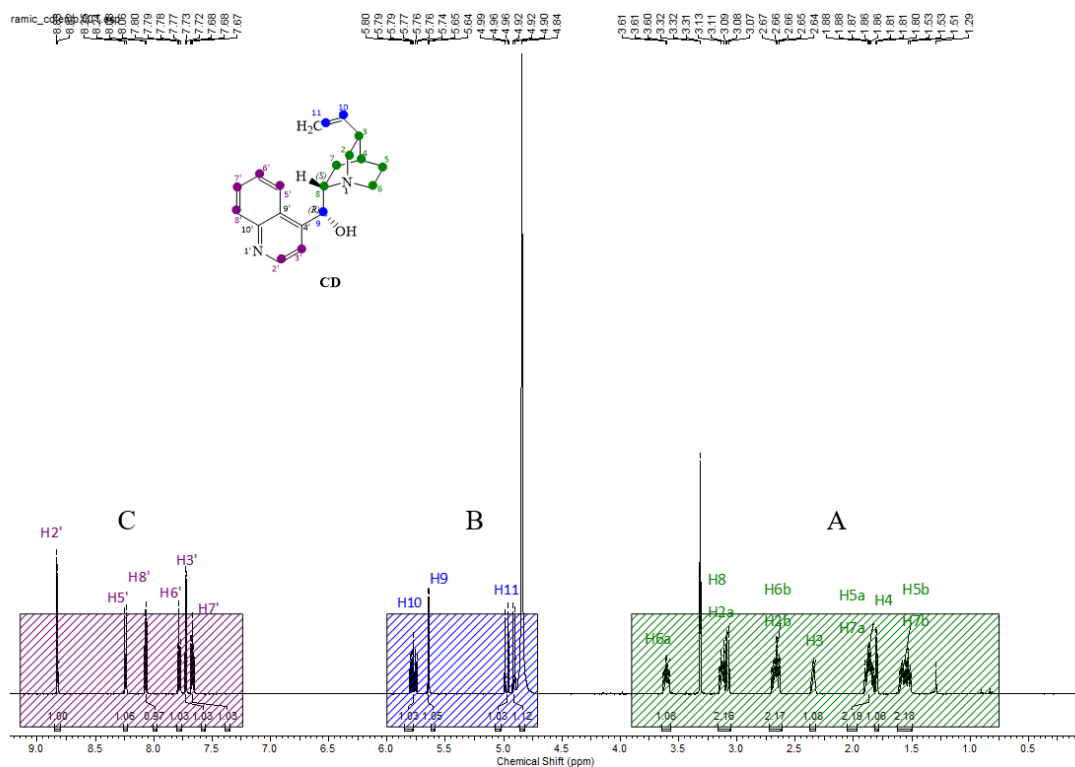 8.06 7.80 7.79 7.78 7.77 7.73 7.72 7.68 7.68 7.67 5.80 5.79 5.79 5.77 5.76 5.76 5.74 5.65 5.64 4.99 4.96 4.96 4.92 4.92 4.90 4.84 3.61 3.61 3.60 3.32 3.32 3.31 3.13 3.11 3.09 3.08 3.07 2.67 2.66 2.66 2.65 2.64 1.88 1.88 1.87 1.86 1.86 1.81 1.81 1.80 1.53 1.53 1.51 1.29
10
11
H₂C
3
2
7 4 5
6'
(S)
H N
7' 5' 8 1 6
8' 9' (R)
10' 4' 9 OH
1' N 3'
2'
CD
C B A
H2'
H3' H9 H8 H6b H5a H4 H5b
H8' H10 H11
H5' H6' H7' H2a H2b H7a H7b
H6a H3
1.00 1.06 0.97 1.03 1.03 1.03 1.03 1.05 1.03 1.12 1.08 2.16 2.17 1.08 2.19 1.06 2.18
9.0 8.5 8.0 7.5 7.0 6.5 6.0 5.5 5.0 4.5 4.0 3.5 3.0 2.5 2.0 1.5 1.0 0.5
Chemical Shift (ppm)